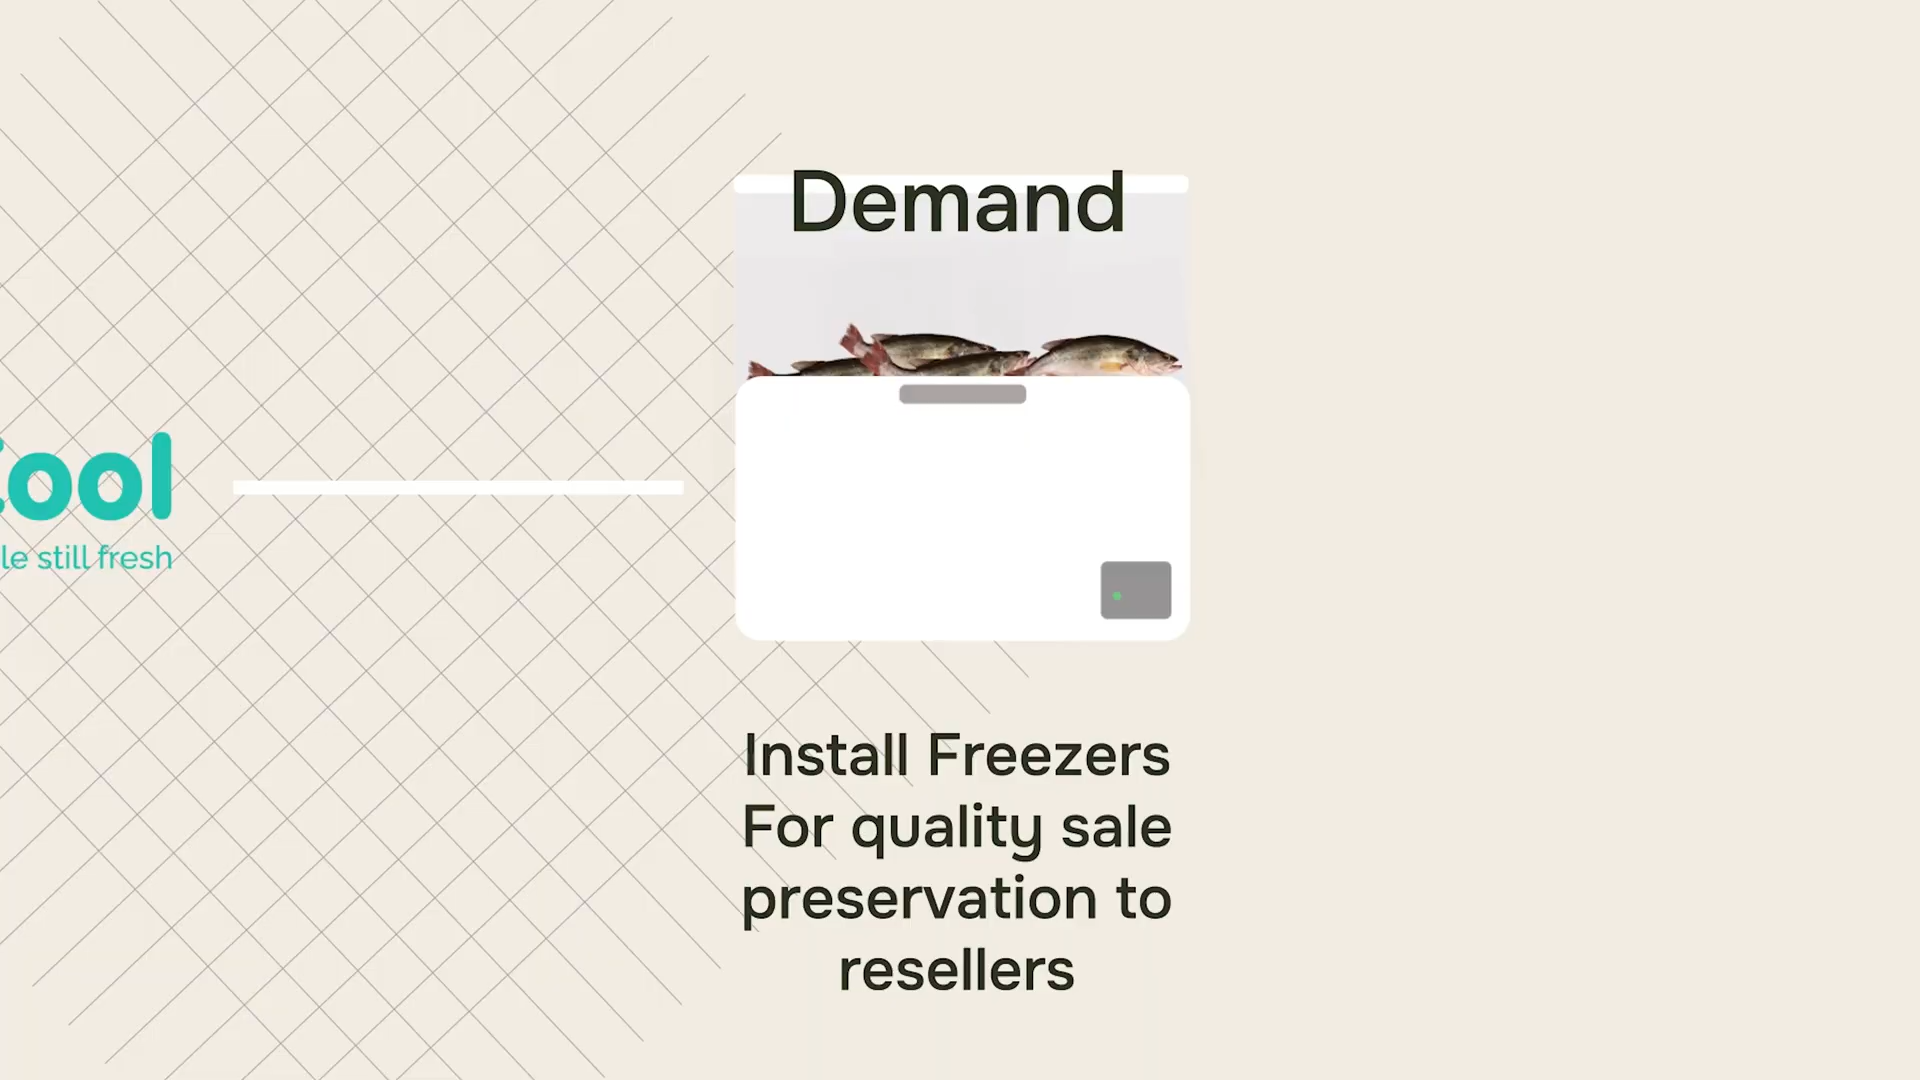 Demand
ool
le still fresh
Install Freezers
For quality sale
preservation to
resellers